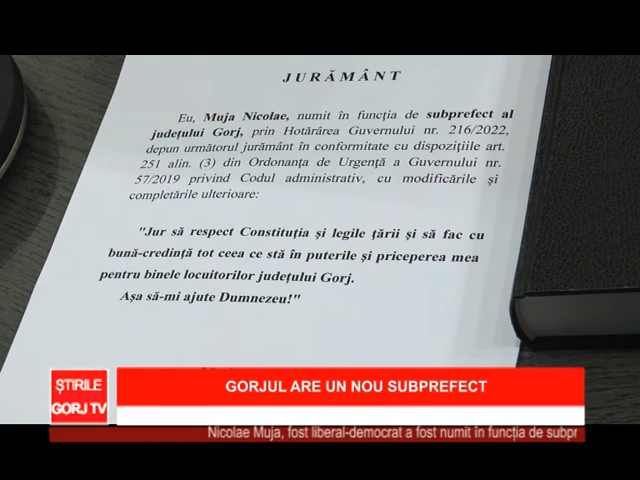 JURĂMÂNT
Eu, Muja Nicolae, numit în funcția de subprefect al
județului Gorj, prin Hotărârea Guvernului nr. 216/2022,
depun următorul jurământ în conformitate cu dispozițiile art.
251 alin. (3) din Ordonanța de Urgență a Guvernului nr.
57/2019 privind Codul administrativ, cu modificările și
completările ulterioare:
"Jur să respect Constituția și legile țării și să fac cu
bună-credință tot ceea ce stă în puterile și priceperea mea
pentru binele locuitorilor județului Gorj.
Așa să-mi ajute Dumnezeu!"
ȘTIRILE
GORJ TV
GORJUL ARE UN NOU SUBPREFECT
Nicolae Muja, fost liberal-democrat a fost numit în funcția de subpr